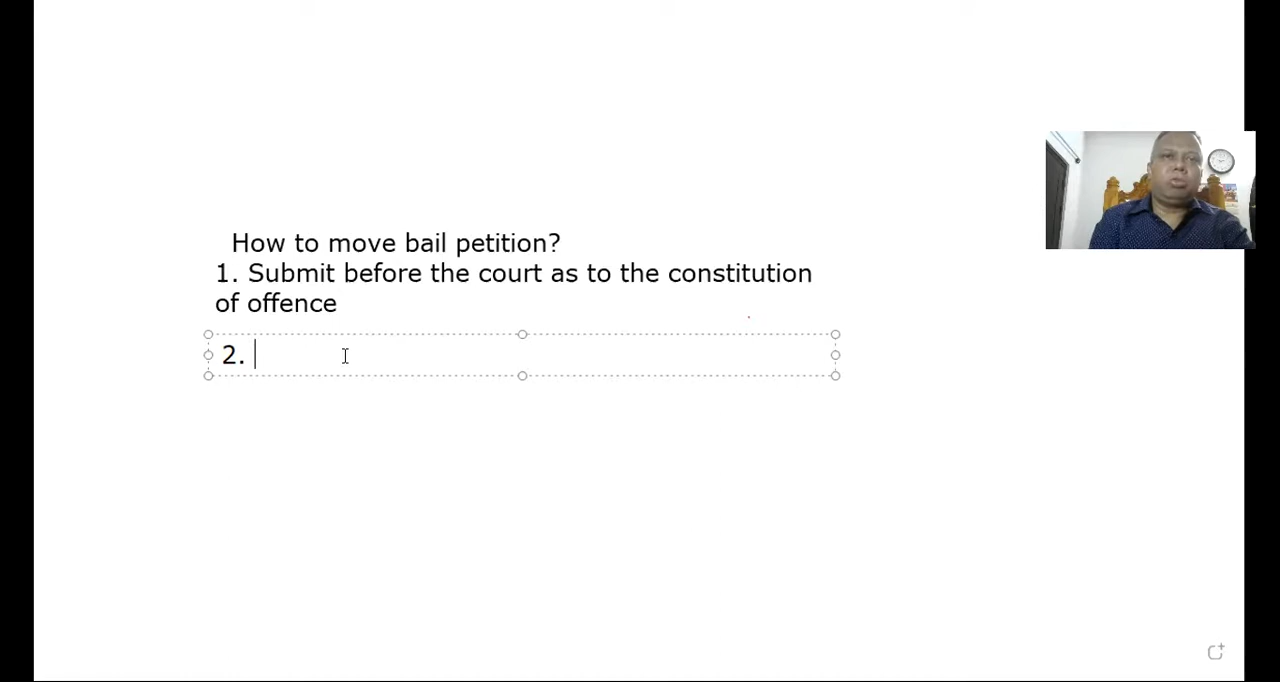 How to move bail petition?
1. Submit before the court as to the constitution
of offence
2.